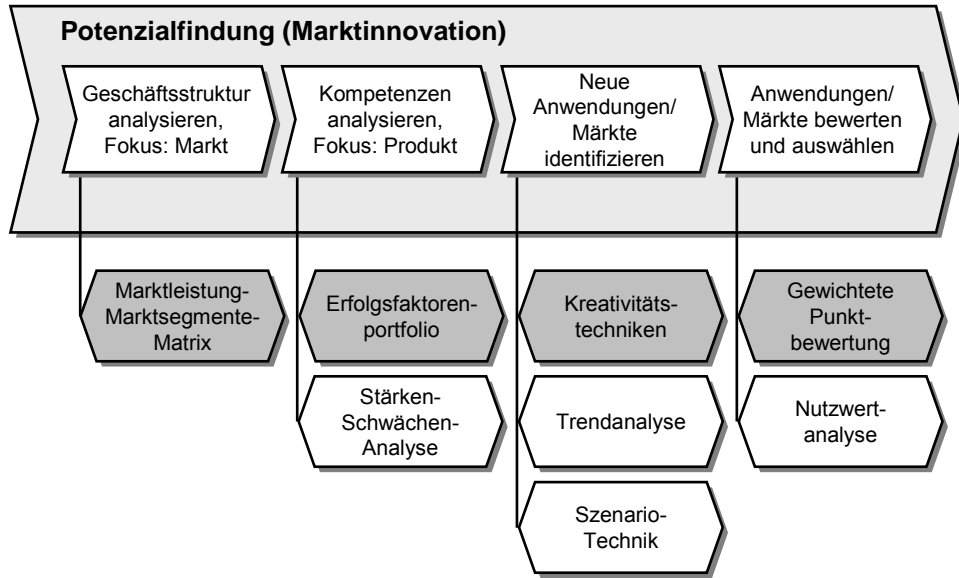 Potenzialfindung (Marktinnovation)
Geschäftsstruktur
analysieren,
Fokus: Markt
Kompetenzen
analysieren,
Fokus: Produkt
Neue
Anwendungen/
Märkte
identifizieren
Anwendungen/
Märkte bewerten
und auswählen
Marktleistung-
Marktsegmente-
Matrix
Erfolgsfaktoren-
portfolio
Kreativitäts-
techniken
Gewichtete
Punkt-
bewertung
Stärken-
Schwächen-
Analyse
Trendanalyse
Nutzwert-
analyse
Szenario-
Technik